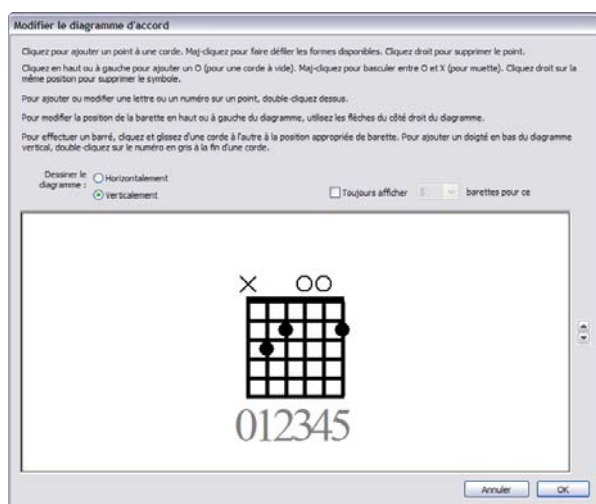 Modifier le diagramme d'accord
Cliquez pour ajouter un point à une corde. Maj-cliquez pour faire défiler les formes disponibles. Cliquez droit pour supprimer le point.
Cliquez en haut ou à gauche pour ajouter un O (pour une corde à vide). Maj-cliquez pour basculer entre O et X (pour muette). Cliquez droit sur la
même position pour supprimer le symbole.
Pour ajouter ou modifier une lettre ou un numéro sur un point, double-cliquez dessus.
Pour modifier la position de la barette en haut ou à gauche du diagramme, utilisez les flèches du côté droit du diagramme.
Pour effectuer un barré, cliquez et glissez d'une corde à l'autre à la position appropriée de barette. Pour ajouter un doigté en bas du diagramme
vertical, double-cliquez sur le numéro en gris à la fin d'une corde.
Dessiner le
diagramme :
Horizontalement
Verticalement
Toujours afficher 5 barettes pour ce
X OO
012345
Annuler OK